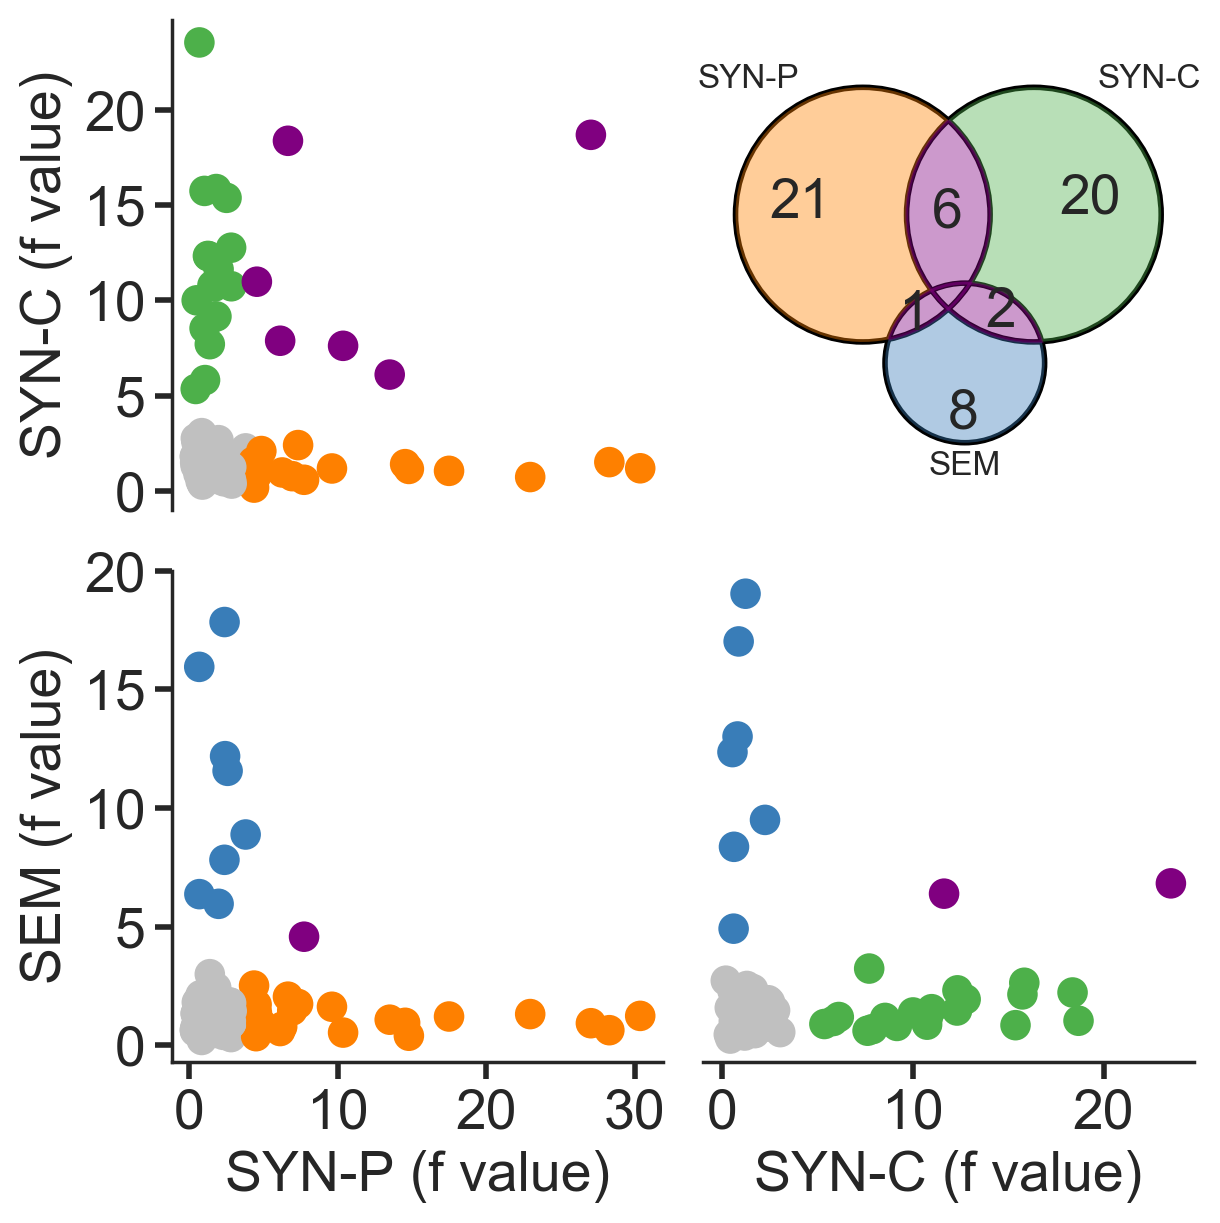 SYN-C (f value)
20
15
10
5
0
SYN-P
SYN-C
21
6
20
1
2
8
SEM
SEM (f value)
20
15
10
5
0
0 10 20 30
SYN-P (f value)
0 10 20
SYN-C (f value)